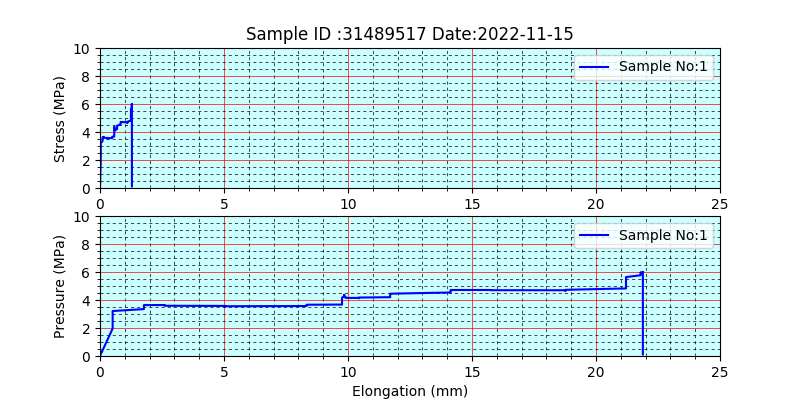 Sample ID :31489517 Date:2022-11-15
10
8
6
4
2
0
Stress (MPa)
Sample No:1
0 5 10 15 20 25
10
8
6
4
2
0
Pressure (MPa)
Sample No:1
0 5 10 15 20 25
Elongation (mm)